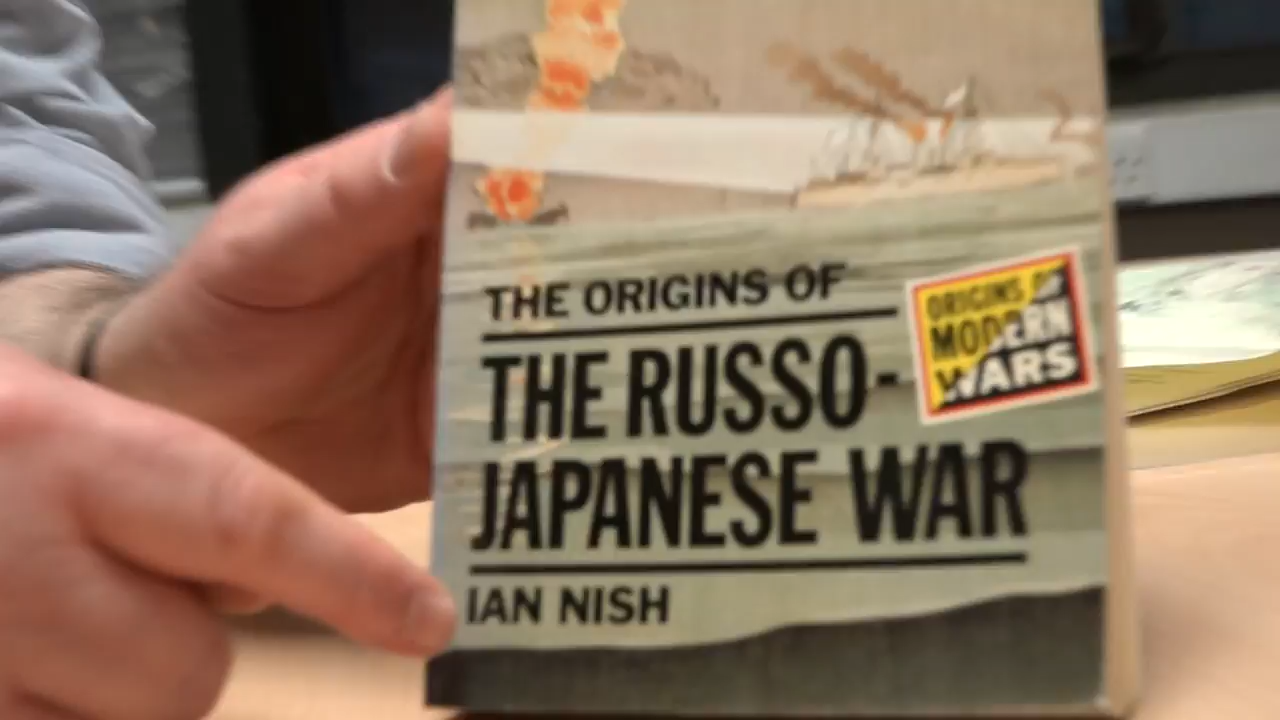 THE ORIGINS OF
THE RUSSO-
JAPANESE WAR
IAN NISH
ORIGINS OF
MODERN
WARS